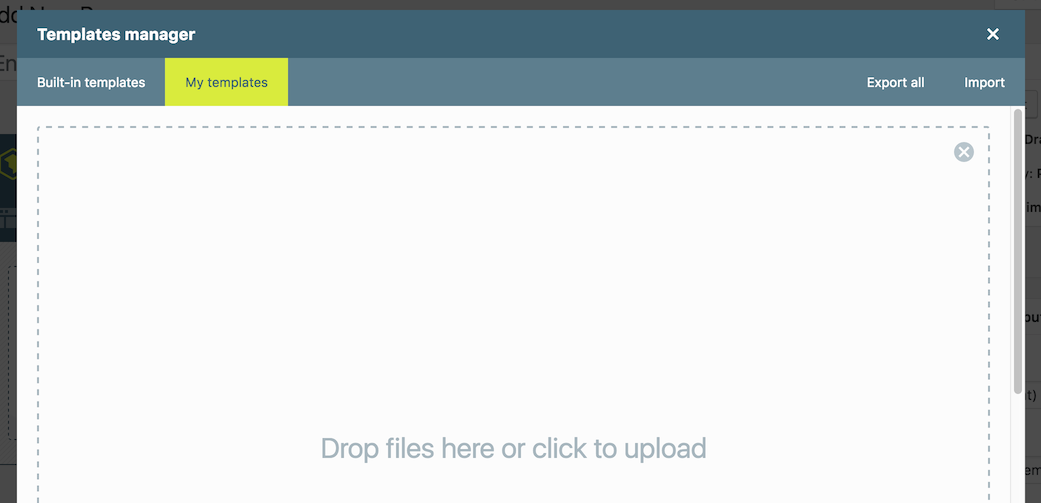 Templates manager
Built-in templates My templates Export all Import
Drop files here or click to upload